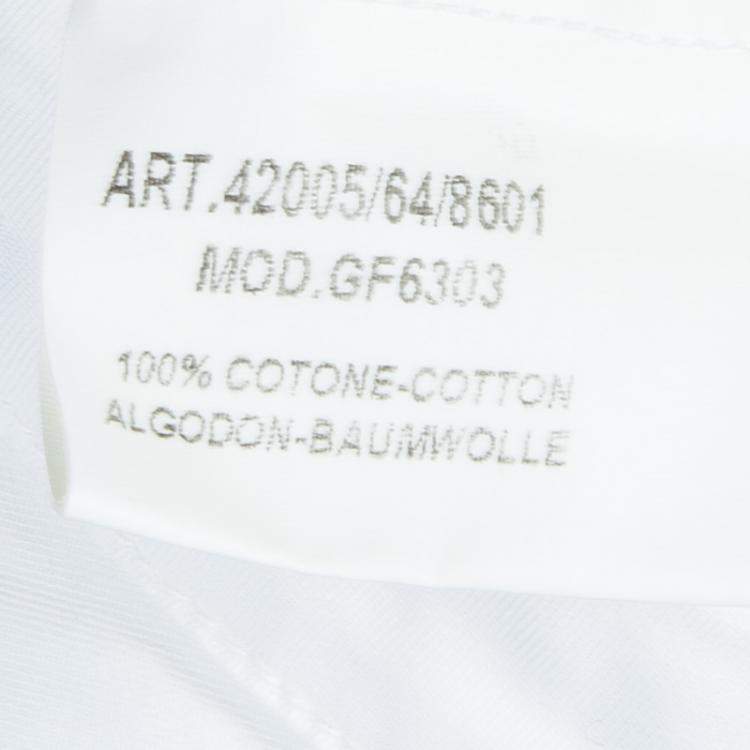 ART.42005/64/8601
MOD.GF6303
100% COTONE-COTTON
ALGODON-BAUMWOLLE